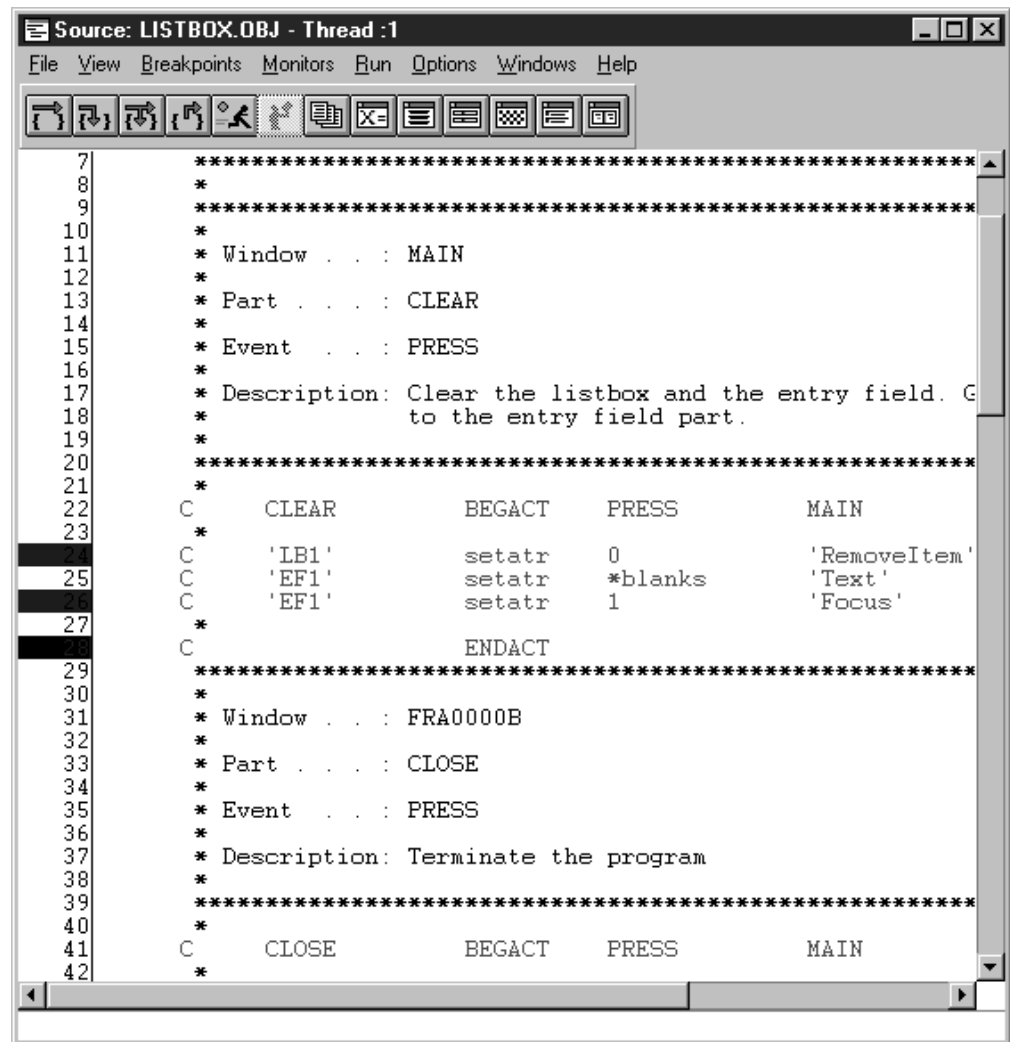 Source: LISTBOX.OBJ - Thread :1
File View Breakpoints Monitors Run Options Windows Help
7 *******************************************************
8 *
9 *******************************************************
10 *
11 * Window . . : MAIN
12 *
13 * Part . . . : CLEAR
14 *
15 * Event . . : PRESS
16 *
17 * Description: Clear the listbox and the entry field. G
18 * to the entry field part.
19 *
20 *******************************************************
21 *
22 C CLEAR BEGACT PRESS MAIN
23 *
24 C 'LB1' setatr 0 'RemoveItem'
25 C 'EF1' setatr *blanks 'Text'
26 C 'EF1' setatr 1 'Focus'
27 *
28 C ENDACT
29 *******************************************************
30 *
31 * Window . . : FRA0000B
32 *
33 * Part . . . : CLOSE
34 *
35 * Event . . : PRESS
36 *
37 * Description: Terminate the program
38 *
39 *******************************************************
40 *
41 C CLOSE BEGACT PRESS MAIN
42 *